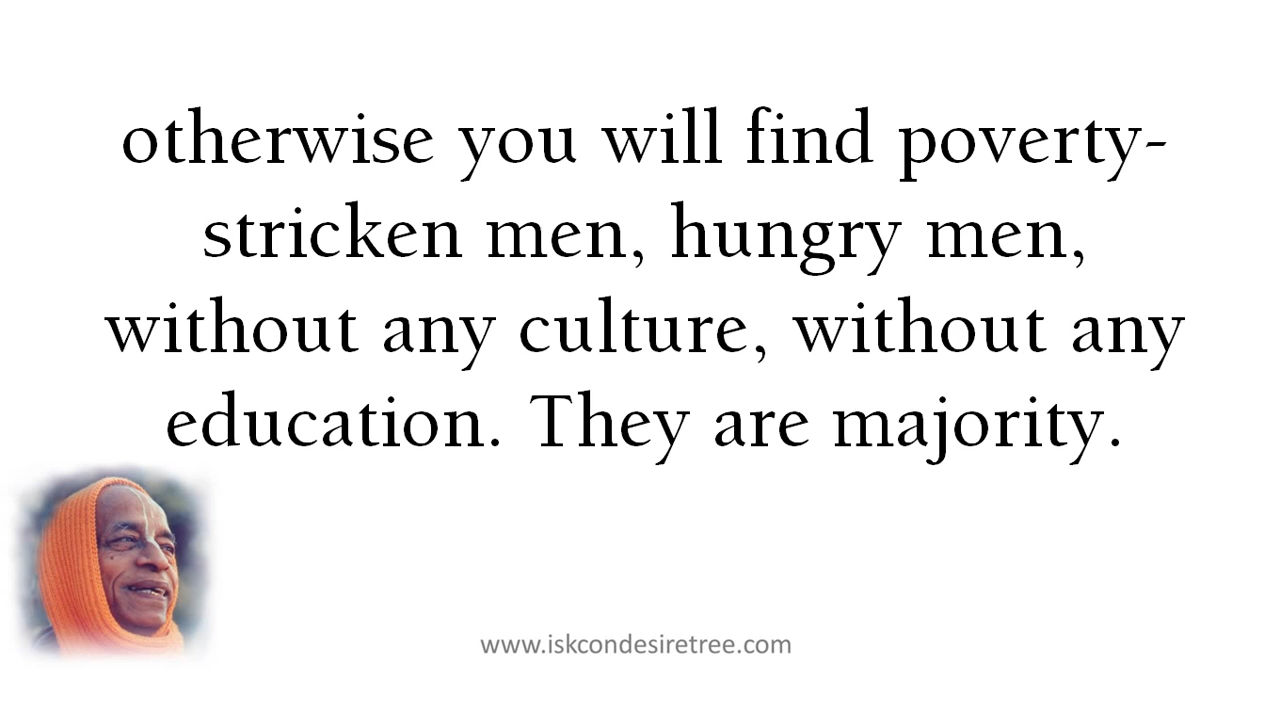 otherwise you will find poverty-
stricken men, hungry men,
without any culture, without any
education. They are majority.
www.iskcondesiretree.com